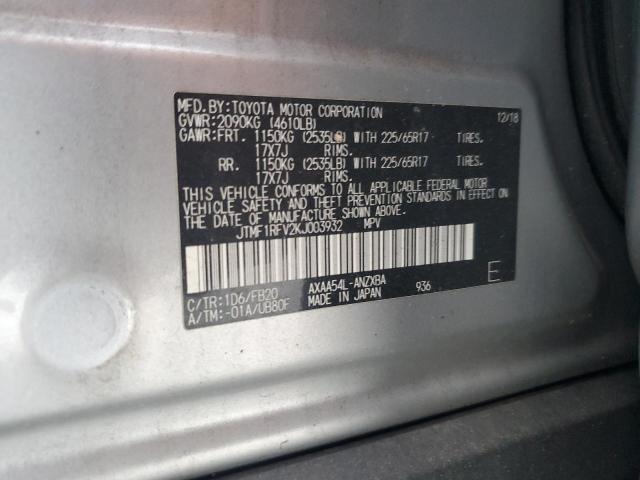 MFD. BY: TOYOTA MOTOR CORPORATION 12/18
GVWR: 2090KG (4610LB)
GAWR: FRT. 1150KG (2535LB) WITH 225/65R17 TIRES.
17X7J RIMS.
RR. 1150KG (2535LB) WITH 225/65R17 TIRES.
17X7J RIMS.
THIS VEHICLE CONFORMS TO ALL APPLICABLE FEDERAL MOTOR
VEHICLE SAFETY AND THEFT PREVENTION STANDARDS IN EFFECT ON
THE DATE OF MANUFACTURE SHOWN ABOVE.
JTMF1RFV2KJ003932 MPV
C/TR: 1D6/FB20 AXAA54L-ANZXBA 936 E
A/TM: -01A/UB80F MADE IN JAPAN